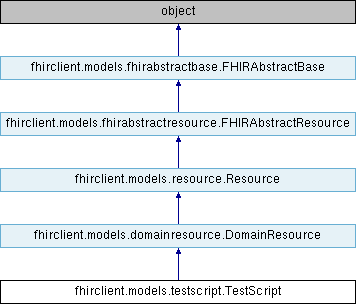 object
fhirclient.models.fhirabstractbase.FHIRAbstractBase
fhirclient.models.fhirabstractresource.FHIRAbstractResource
fhirclient.models.resource.Resource
fhirclient.models.domainresource.DomainResource
fhirclient.models.testscript.TestScript